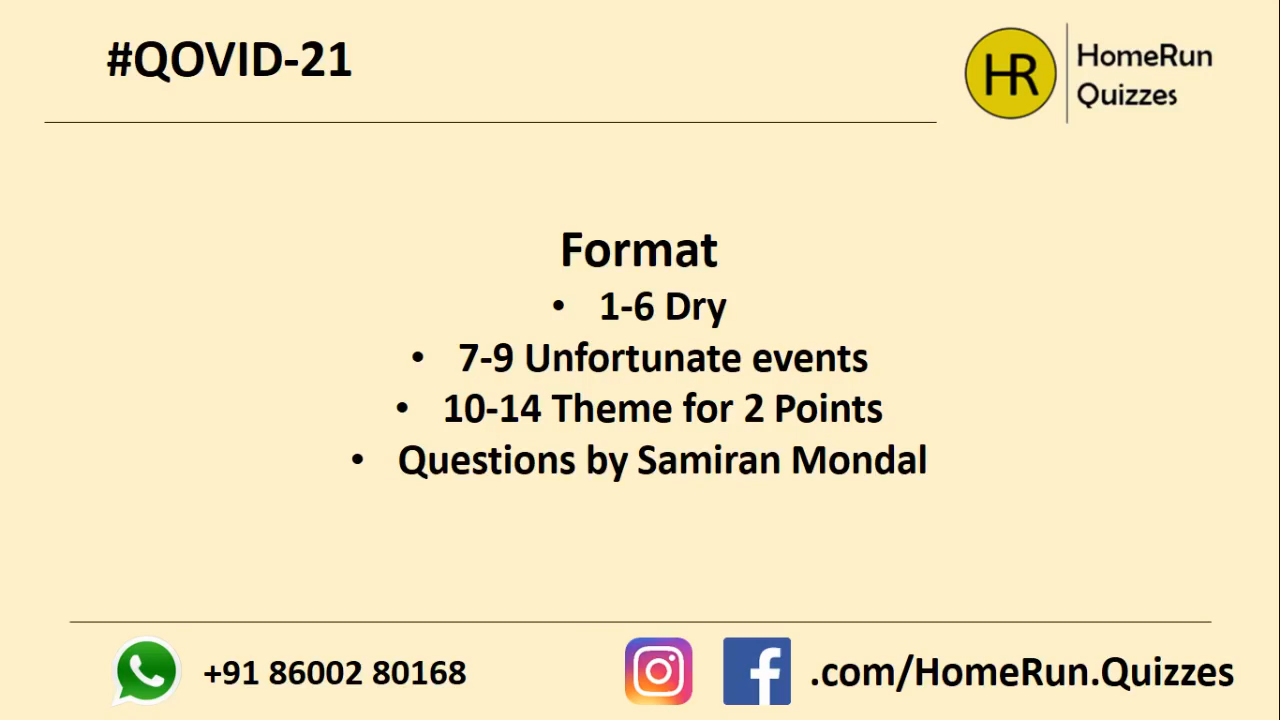 #QOVID-21
HR
HomeRun
Quizzes
Format
• 1-6 Dry
• 7-9 Unfortunate events
• 10-14 Theme for 2 Points
• Questions by Samiran Mondal
+91 86002 80168
.com/HomeRun.Quizzes